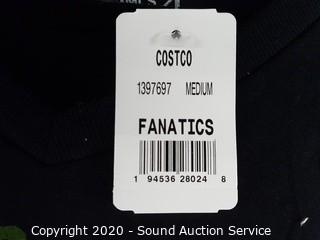 COSTCO
1397697 MEDIUM
FANATICS
1 94536 28024 8
Copyright 2020 - Sound Auction Service